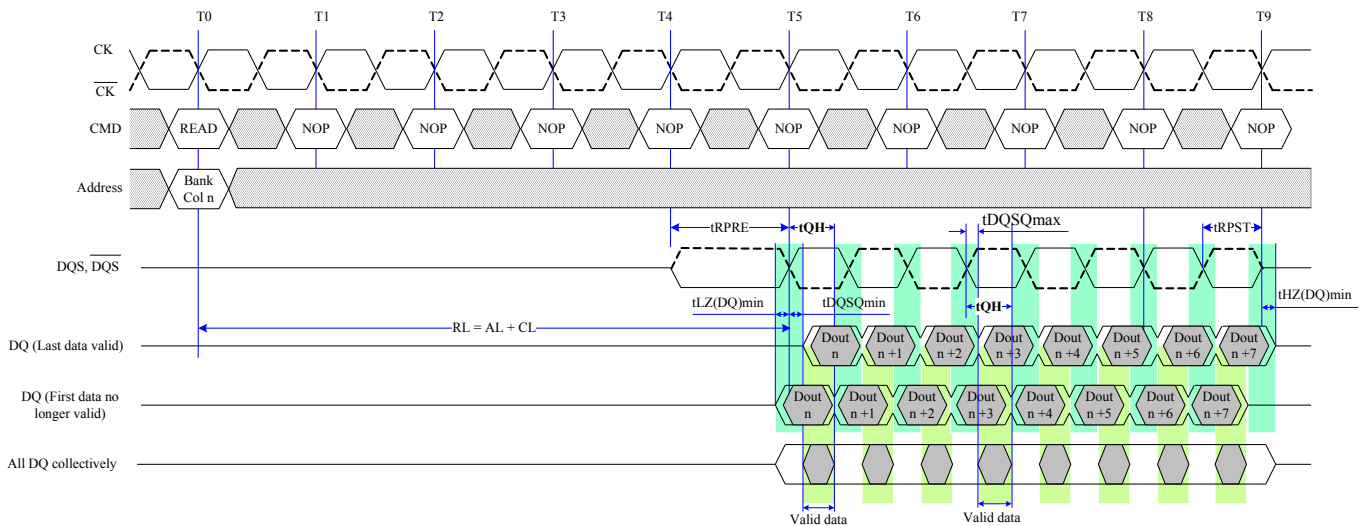 T0 T1 T2 T3 T4 T5 T6 T7 T8 T9
CK
CK
CMD READ NOP NOP NOP NOP NOP NOP NOP NOP NOP
Address Bank
Col n
tRPRE tQH tDQSQmax tRPST
DQS, DQS
tLZ(DQ)min tDQSQmin tQH tHZ(DQ)min
RL = AL + CL
DQ (Last data valid) Dout Dout Dout Dout Dout Dout Dout Dout
n n +1 n +2 n +3 n +4 n +5 n +6 n +7
DQ (First data no
longer valid)
Dout Dout Dout Dout Dout Dout Dout Dout
n n +1 n +2 n +3 n +4 n +5 n +6 n +7
All DQ collectively
Valid data Valid data